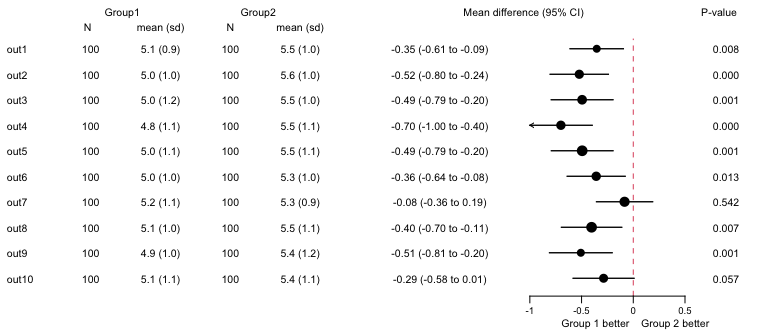 Group1 Group2 Mean difference (95% CI) P-value
N mean (sd) N mean (sd)
out1 100 5.1 (0.9) 100 5.5 (1.0) -0.35 (-0.61 to -0.09) 0.008
out2 100 5.0 (1.0) 100 5.6 (1.0) -0.52 (-0.80 to -0.24) 0.000
out3 100 5.0 (1.2) 100 5.5 (1.0) -0.49 (-0.79 to -0.20) 0.001
out4 100 4.8 (1.1) 100 5.5 (1.1) -0.70 (-1.00 to -0.40) 0.000
out5 100 5.0 (1.1) 100 5.5 (1.1) -0.49 (-0.79 to -0.20) 0.001
out6 100 5.0 (1.0) 100 5.3 (1.0) -0.36 (-0.64 to -0.08) 0.013
out7 100 5.2 (1.1) 100 5.3 (0.9) -0.08 (-0.36 to 0.19) 0.542
out8 100 5.1 (1.0) 100 5.5 (1.1) -0.40 (-0.70 to -0.11) 0.007
out9 100 4.9 (1.0) 100 5.4 (1.2) -0.51 (-0.81 to -0.20) 0.001
out10 100 5.1 (1.1) 100 5.4 (1.1) -0.29 (-0.58 to 0.01) 0.057
-1 -0.5 0 0.5
Group 1 better Group 2 better